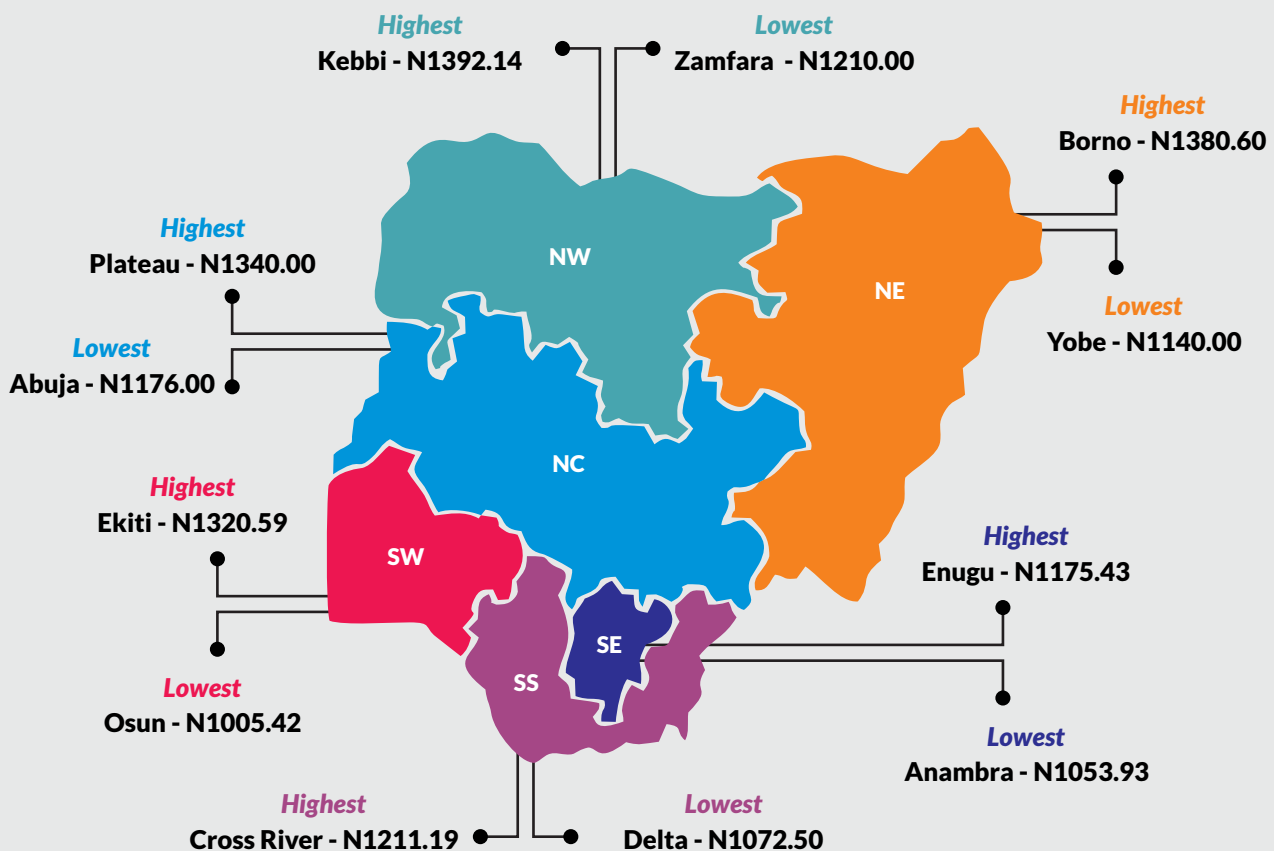 Highest
Kebbi - N1392.14
Lowest
Zamfara - N1210.00
Highest
Borno - N1380.60
Highest
Plateau - N1340.00
NW
NE
Lowest
Yobe - N1140.00
Lowest
Abuja - N1176.00
NC
Highest
Ekiti - N1320.59
SW
Highest
Enugu - N1175.43
SE
SS
Lowest
Osun - N1005.42
Lowest
Anambra - N1053.93
Highest
Cross River - N1211.19
Lowest
Delta - N1072.50